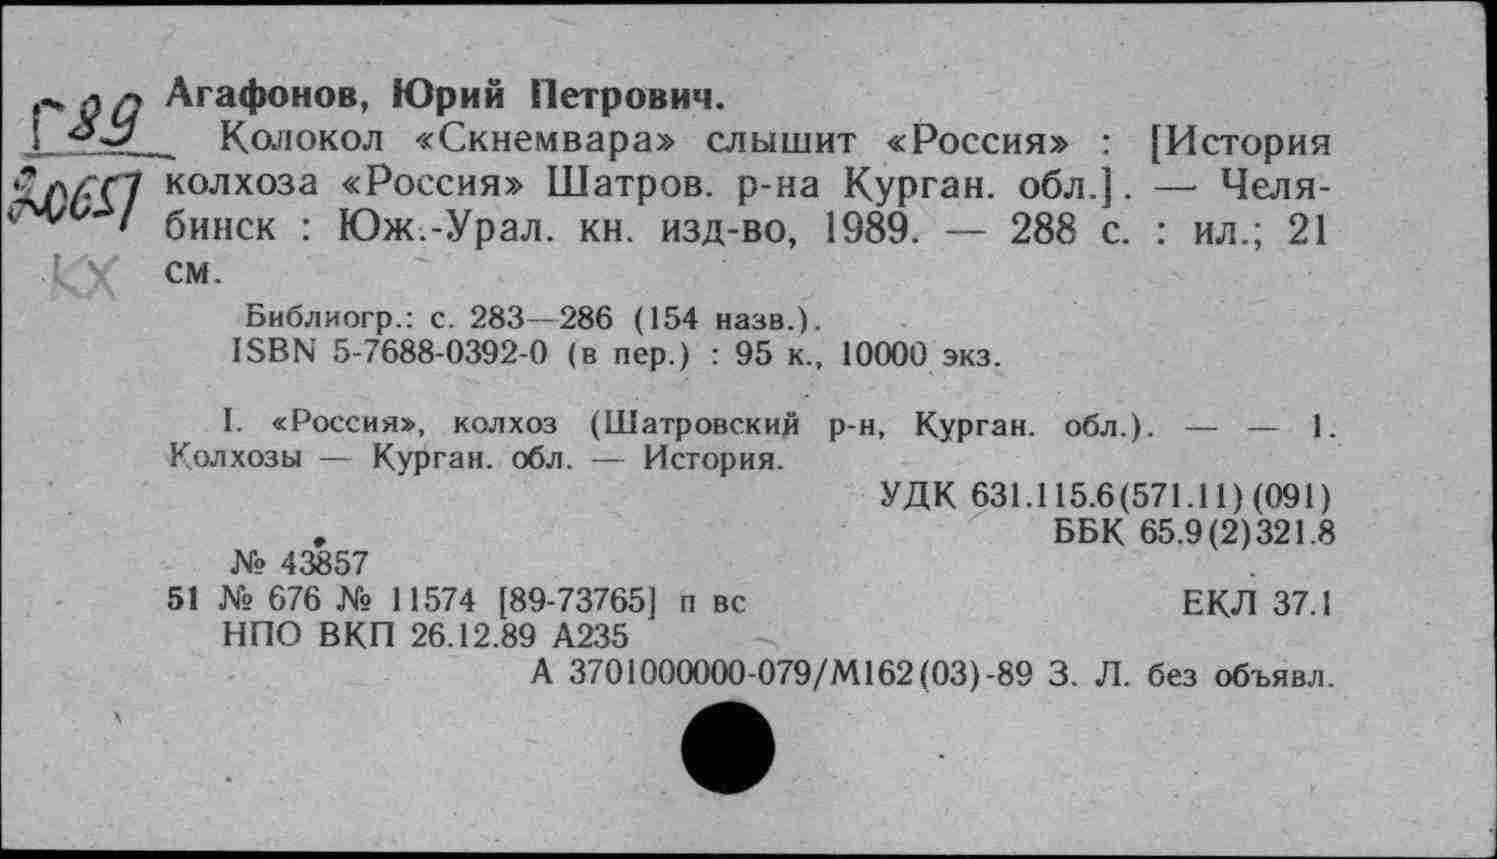 Агафонов, Юрий Петрович.
Г89
Колокол «Скнемвара» слышит «Россия» : [История
колхоза «Россия» Шатров. р-на Курган. обл.]. — Челя-
бинск : Юж.-Урал. кн. изд-во, 1989. — 288 с. : ил.; 21
см.
КХ
Библиогр.: с. 283—286 (154 назв.).
ISBN 5-7688-0392-0 (в пер.) : 95 к., 10000 экз.
I. «Россия», колхоз (Шатровский р-н, Курган. обл.). — — 1.
Колхозы — Курган. обл. — История.
УДК 631.115.6(571.11)(091)
ББК 65.9(2)321.8
№ 43857
51 № 676 № 11574 [89-73765] п вс
ЕКЛ 37.1
НПО ВКП 26.12.89 А235
А 3701000000-079/М162(03)-89 З. Л. без объявл.